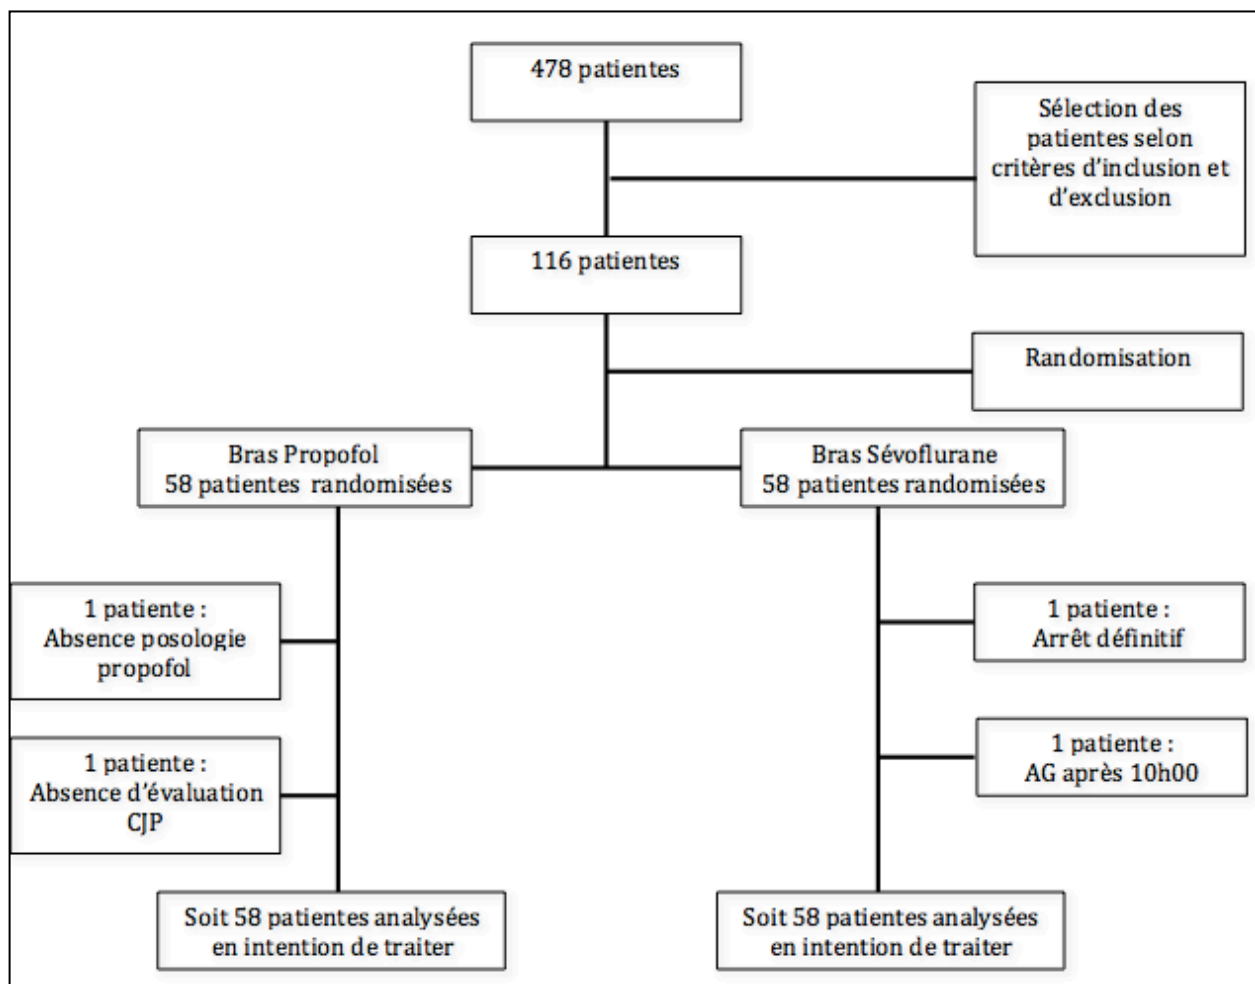 478 patientes
Sélection des
patientes selon
critères d'inclusion et
d'exclusion
116 patientes
Randomisation
Bras Propofol
58 patientes randomisées
Bras Sévoflurane
58 patientes randomisées
1 patiente :
Absence posologie
propofol
1 patiente :
Arrêt définitif
1 patiente :
Absence d'évaluation
CJP
1 patiente :
AG après 10h00
Soit 58 patientes analysées
en intention de traiter
Soit 58 patientes analysées
en intention de traiter